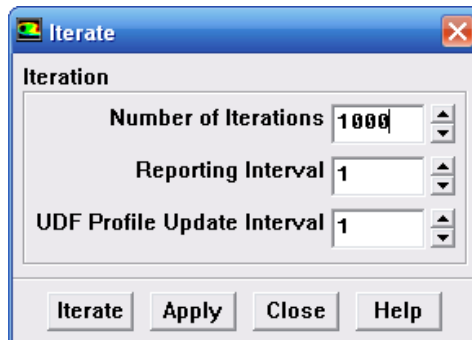 Iterate
Iteration
Number of Iterations 1000
Reporting Interval 1
UDF Profile Update Interval 1
Iterate Apply Close Help